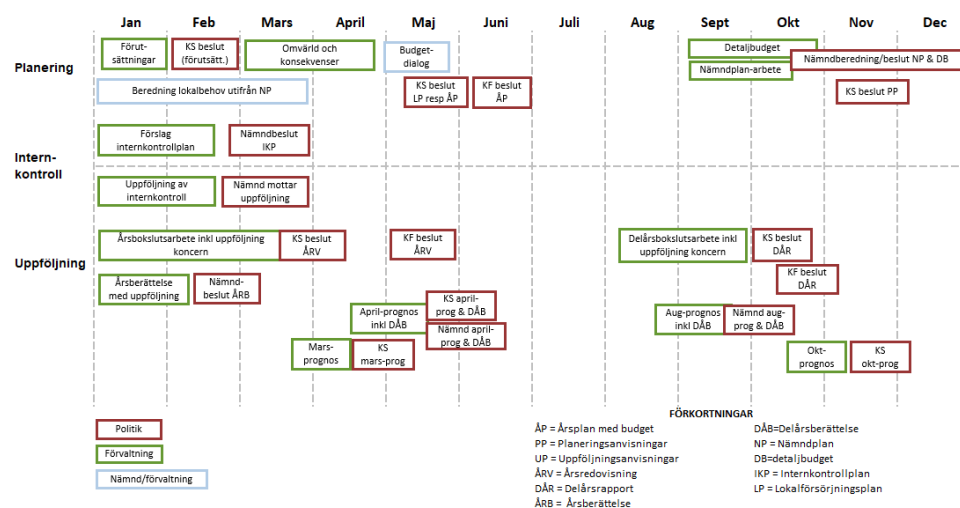 Jan Feb Mars April Maj Juni Juli Aug Sept Okt Nov Dec
Planering
Förut-
sättningar
KS beslut
(förutsätt.)
Omvärld och
konsekvenser
Budget-
dialog
Detaljbudget
Nämndplan-arbete
Nämndberedning/beslut NP & DB
Beredning lokalbehov utifrån NP
KS beslut
LP resp ÅP
KF beslut
ÅP
KS beslut PP
Intern-
kontroll
Förslag
internkontrollplan
Nämndbeslut
IKP
Uppföljning av
internkontroll
Nämnd mottar
uppföljning
Uppföljning
Årsbokslutsarbete inkl uppföljning
koncern
KS beslut
ÅRV
KF beslut
ÅRV
Delårsbokslutsarbete inkl
uppföljning koncern
KS beslut
DÅR
KF beslut
DÅR
Årsberättelse
med uppföljning
Nämnd-
beslut ÅRB
April-prognos
inkl DÅB
KS april-
prog & DÅB
Nämnd april-
prog & DÅB
Aug-prognos
inkl DÅB
Nämnd aug-
prog & DÅB
Mars-
prognos
KS
mars-prog
Okt-
prognos
KS
okt-prog
Politik
Förvaltning
Nämnd/förvaltning
FÖRKORTNINGAR
ÅP = Årsplan med budget
PP = Planeringsanvisningar
UP = Uppföljningsanvisningar
ÅRV = Årsredovisning
DÅR = Delårsrapport
ÅRB = Årsberättelse
DÅB=Delårsberättelse
NP = Nämndplan
DB=detaljbudget
IKP = Internkontrollplan
LP = Lokalförsörjningsplan